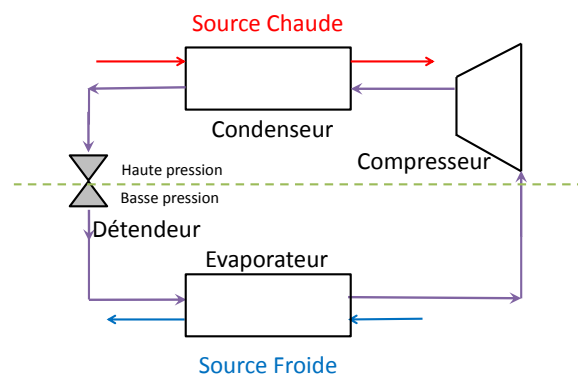 Source Chaude
Condenseur
Compresseur
Haute pression
Basse pression
Détendeur
Evaporateur
Source Froide